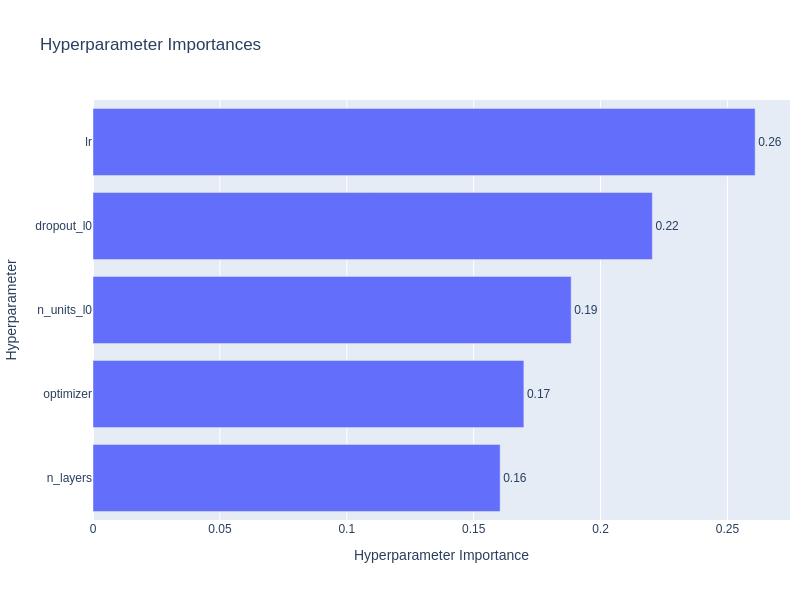 Hyperparameter Importances
Hyperparameter
lr
0.26
dropout_l0
0.22
n_units_l0
0.19
optimizer
0.17
n_layers
0.16
0
0.05
0.1
0.15
0.2
0.25
Hyperparameter Importance